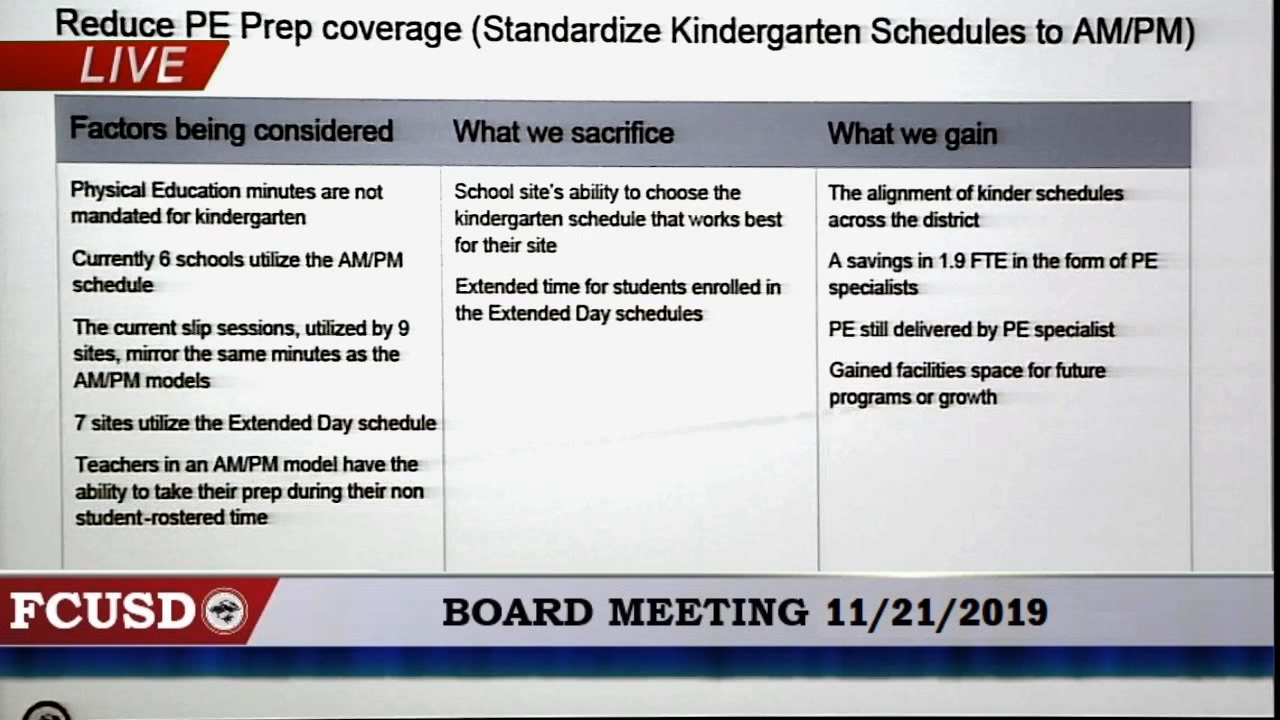 Reduce PE Prep coverage (Standardize Kindergarten Schedules to AM/PM)
LIVE
Factors being considered
What we sacrifice
What we gain
Physical Education minutes are not
mandated for kindergarten
Currently 6 schools utilize the AM/PM
schedule
The current slip sessions, utilized by 9
sites, mirror the same minutes as the
AM/PM models
7 sites utilize the Extended Day schedule
Teachers in an AM/PM model have the
ability to take their prep during their non
student-rostered time
School site's ability to choose the
kindergarten schedule that works best
for their site
Extended time for students enrolled in
the Extended Day schedules
The alignment of kinder schedules
across the district
A savings in 1.9 FTE in the form of PE
specialists
PE still delivered by PE specialist
Gained facilities space for future
programs or growth
FCUSD
BOARD MEETING 11/21/2019